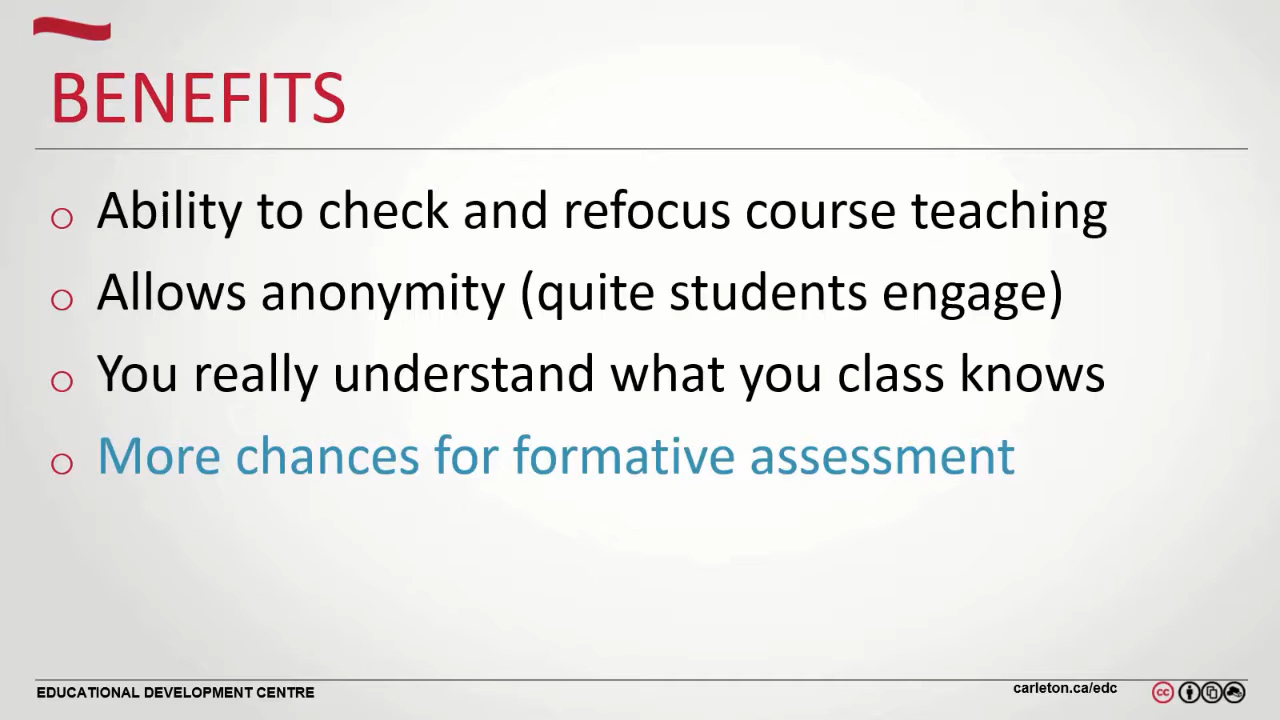 BENEFITS
o Ability to check and refocus course teaching
o Allows anonymity (quite students engage)
o You really understand what you class knows
o More chances for formative assessment
EDUCATIONAL DEVELOPMENT CENTRE
carleton.ca/edc
cc